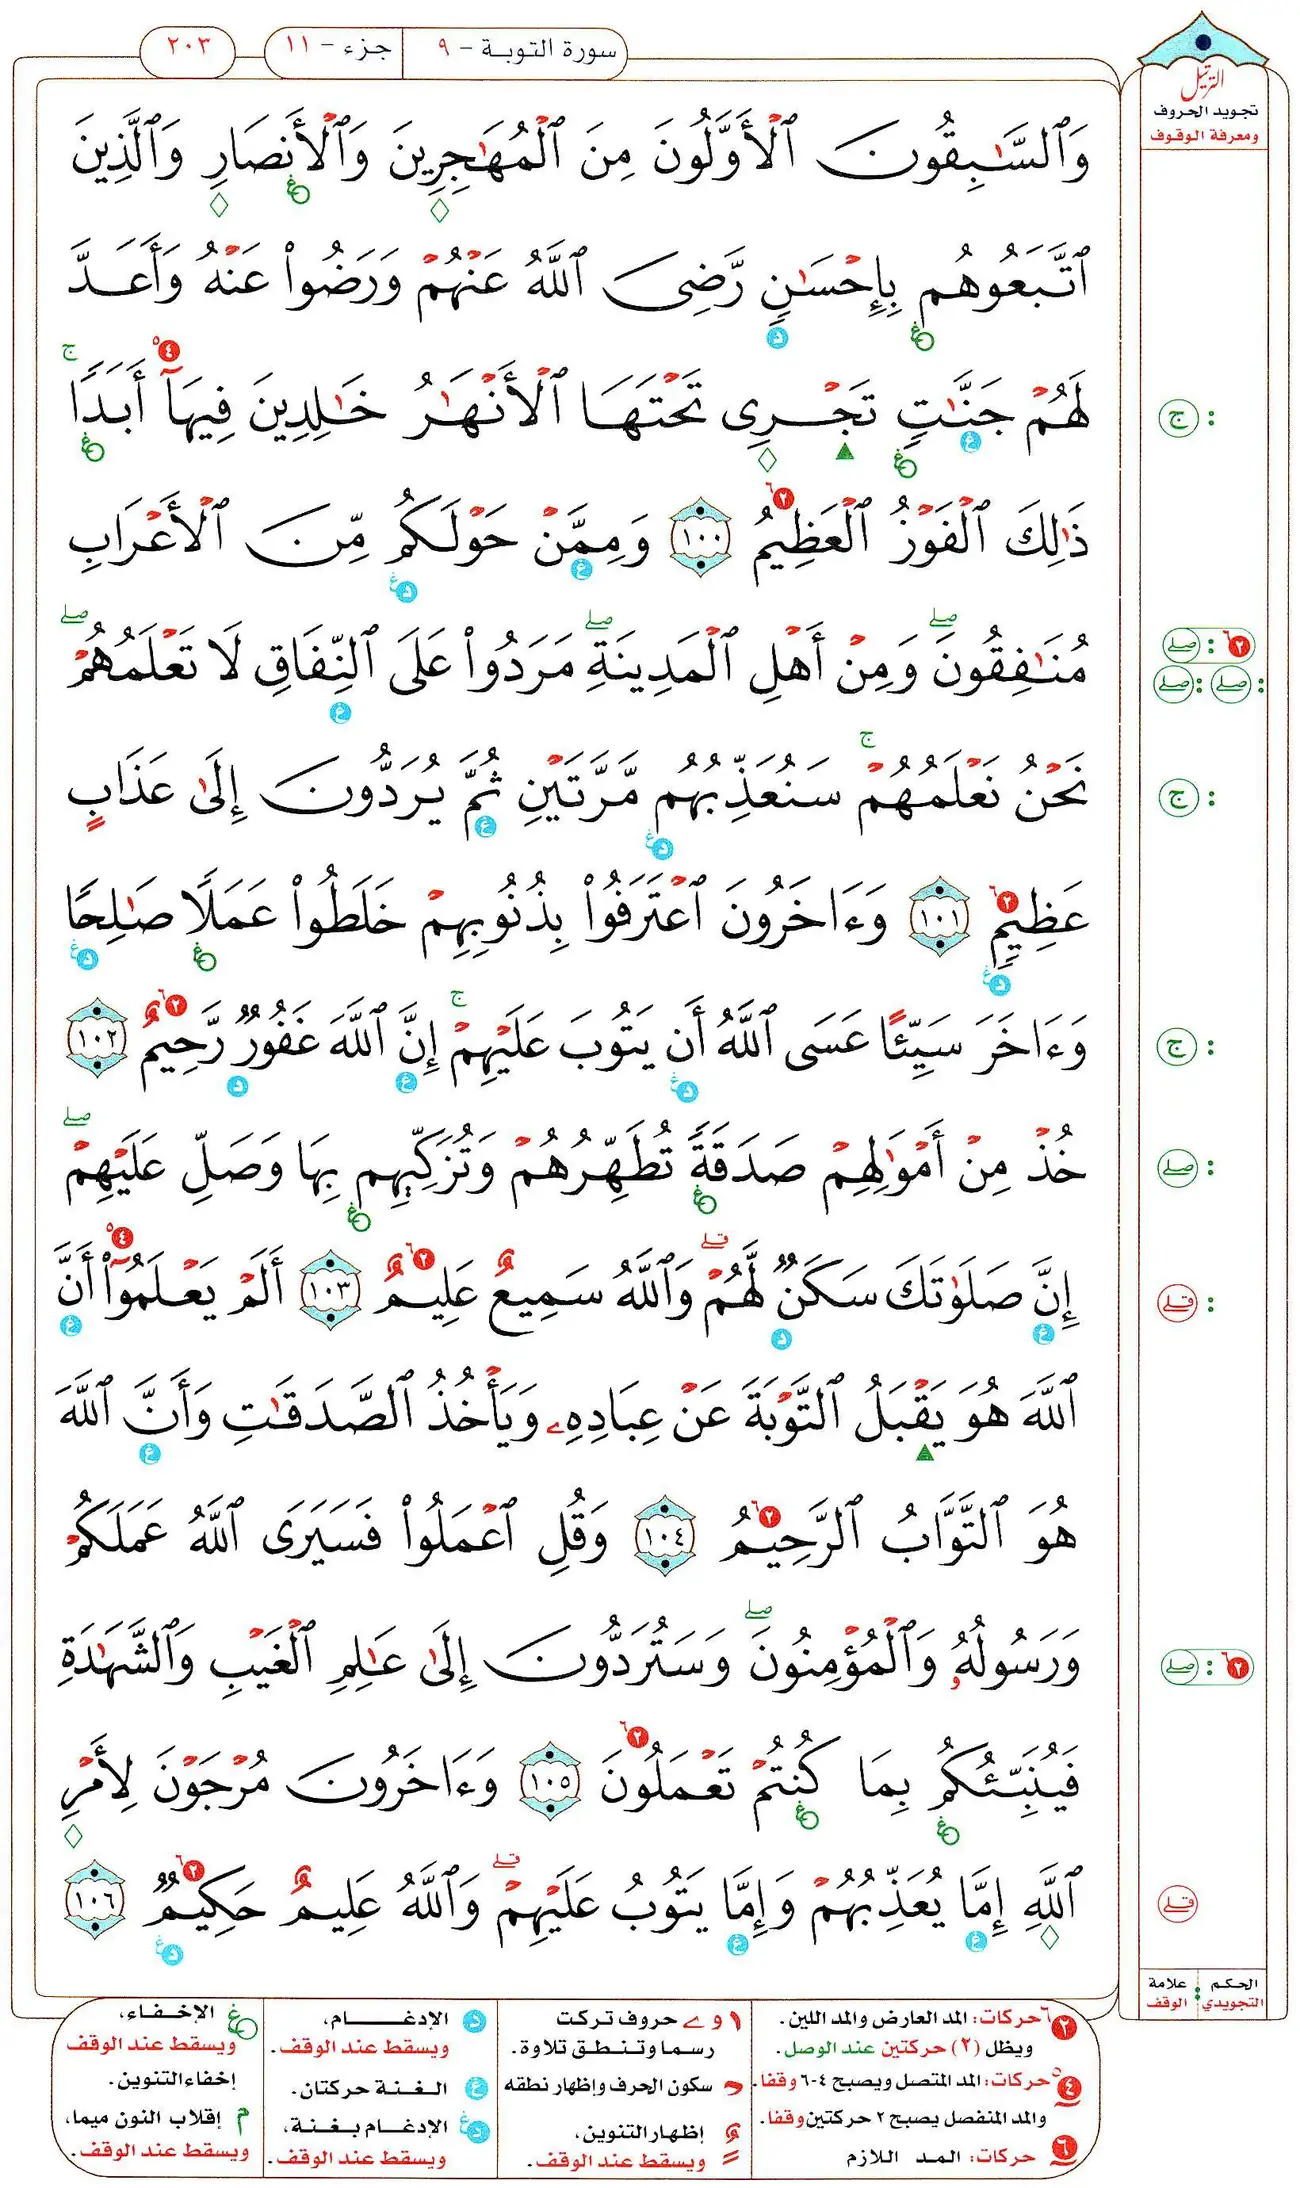 سورة التوبة - ٩
جزء - ١١
٢٠٣
الترتيل
تجويد الحروف
ومعرفة الوقوف
وَٱلسَّٰبِقُونَ ٱلْأَوَّلُونَ مِنَ ٱلْمُهَٰجِرِينَ وَٱلْأَنصَارِ وَٱلَّذِينَ
ٱتَّبَعُوهُم بِإِحْسَٰنٍ رَّضِىَ ٱللَّهُ عَنْهُمْ وَرَضُوا۟ عَنْهُ وَأَعَدَّ
لَهُمْ جَنَّٰتٍ تَجْرِى تَحْتَهَا ٱلْأَنْهَٰرُ خَٰلِدِينَ فِيهَآ أَبَدًا ۚ
ذَٰلِكَ ٱلْفَوْزُ ٱلْعَظِيمُ ١٠٠ وَمِمَّنْ حَوْلَكُم مِّنَ ٱلْأَعْرَابِ
مُنَٰفِقُونَ ۖ وَمِنْ أَهْلِ ٱلْمَدِينَةِ ۖ مَرَدُوا۟ عَلَى ٱلنِّفَاقِ لَا تَعْلَمُهُمْ ۖ
نَحْنُ نَعْلَمُهُمْ ۚ سَنُعَذِّبُهُم مَّرَّتَيْنِ ثُمَّ يُرَدُّونَ إِلَىٰ عَذَابٍ
عَظِيمٍ ١٠١ وَءَاخَرُونَ ٱعْتَرَفُوا۟ بِذُنُوبِهِمْ خَلَطُوا۟ عَمَلًا صَٰلِحًا
وَءَاخَرَ سَيِّئًا عَسَى ٱللَّهُ أَن يَتُوبَ عَلَيْهِمْ ۚ إِنَّ ٱللَّهَ غَفُورٌ رَّحِيمٌ ١٠٢
خُذْ مِنْ أَمْوَٰلِهِمْ صَدَقَةً تُطَهِّرُهُمْ وَتُزَكِّيهِم بِهَا وَصَلِّ عَلَيْهِمْ ۖ
إِنَّ صَلَوٰتَكَ سَكَنٌ لَّهُمْ ۗ وَٱللَّهُ سَمِيعٌ عَلِيمٌ ١٠٣ أَلَمْ يَعْلَمُوٓا۟ أَنَّ
ٱللَّهَ هُوَ يَقْبَلُ ٱلتَّوْبَةَ عَنْ عِبَادِهِۦ وَيَأْخُذُ ٱلصَّدَقَٰتِ وَأَنَّ ٱللَّهَ
هُوَ ٱلتَّوَّابُ ٱلرَّحِيمُ ١٠٤ وَقُلِ ٱعْمَلُوا۟ فَسَيَرَى ٱللَّهُ عَمَلَكُمْ
وَرَسُولُهُۥ وَٱلْمُؤْمِنُونَ ۖ وَسَتُرَدُّونَ إِلَىٰ عَٰلِمِ ٱلْغَيْبِ وَٱلشَّهَٰدَةِ
فَيُنَبِّئُكُم بِمَا كُنتُمْ تَعْمَلُونَ ١٠٥ وَءَاخَرُونَ مُرْجَوْنَ لِأَمْرِ
ٱللَّهِ إِمَّا يُعَذِّبُهُمْ وَإِمَّا يَتُوبُ عَلَيْهِمْ ۗ وَٱللَّهُ عَلِيمٌ حَكِيمٌ ١٠٦
الحكم التجويدي : علامة الوقف
٦ ٢ حركات: المد العارض والمد اللين.
ويظل (٢) حركتين عند الوصل.
٥ ٤ حركات: المد المتصل ويصبح ٤-٦ وقفا.
والمد المنفصل يصبح ٢ حركتين وقفا.
٦ حركات: المد اللازم
ا و ے حروف تركت
رسما وتنطق تلاوة.
سكون الحرف وإظهار نطقه
إظهار التنوين،
ويسقط عند الوقف.
د الإدغام،
ويسقط عند الوقف.
غ الغنة حركتان.
دغ الإدغام بغنة،
ويسقط عند الوقف.
الإخفاء،
ويسقط عند الوقف
إخفاء التنوين.
م إقلاب النون ميما،
ويسقط عند الوقف.